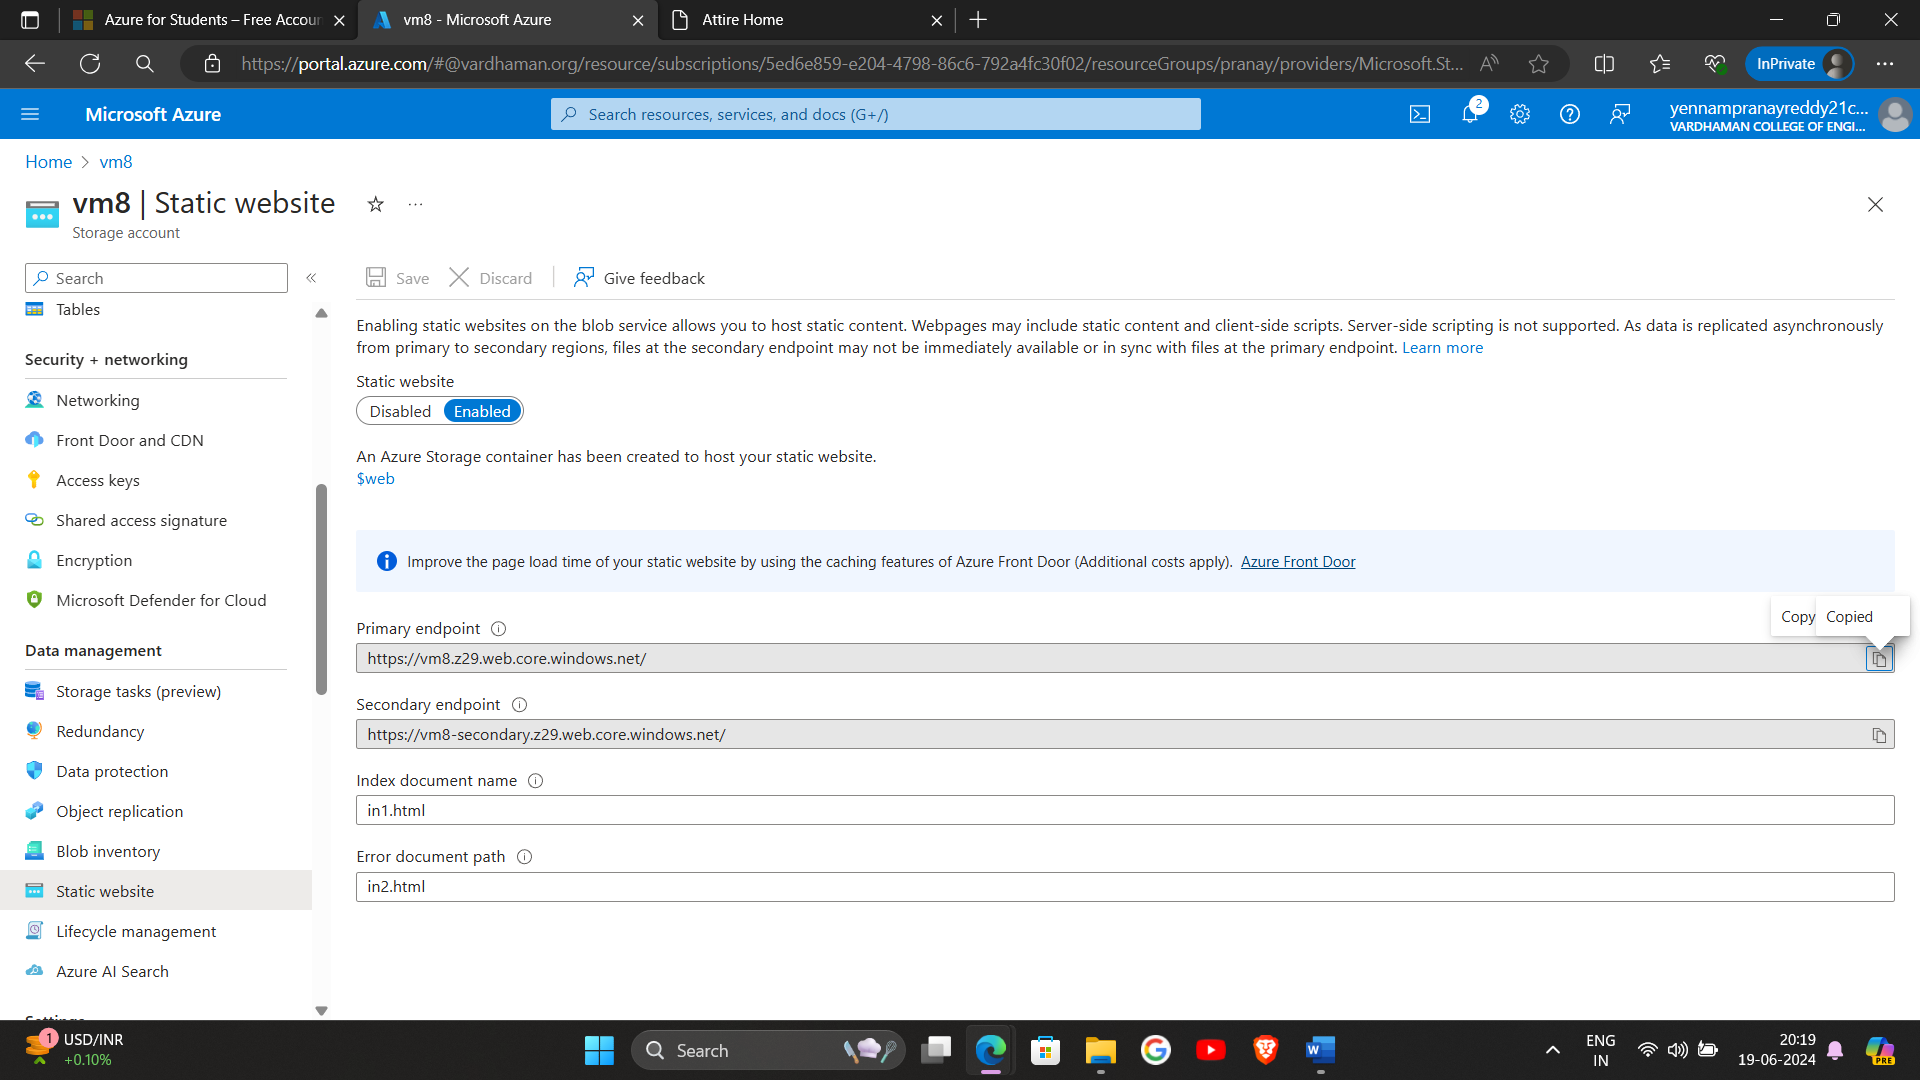 Azure for Students – Free Accoun
vm8 - Microsoft Azure
Attire Home
https://portal.azure.com/#@vardhaman.org/resource/subscriptions/5ed6e859-e204-4798-86c6-792a4fc30f02/resourceGroups/pranay/providers/Microsoft.St...
InPrivate
Microsoft Azure
Search resources, services, and docs (G+/)
2
yennampranayreddy21c...
VARDHAMAN COLLEGE OF ENGI...
Home > vm8
vm8 | Static website
Storage account
Search
Save
Discard
Give feedback
Tables
Security + networking
Networking
Front Door and CDN
Access keys
Shared access signature
Encryption
Microsoft Defender for Cloud
Data management
Storage tasks (preview)
Redundancy
Data protection
Object replication
Blob inventory
Static website
Lifecycle management
Azure AI Search
Enabling static websites on the blob service allows you to host static content. Webpages may include static content and client-side scripts. Server-side scripting is not supported. As data is replicated asynchronously
from primary to secondary regions, files at the secondary endpoint may not be immediately available or in sync with files at the primary endpoint. Learn more
Static website
Disabled Enabled
An Azure Storage container has been created to host your static website.
$web
Improve the page load time of your static website by using the caching features of Azure Front Door (Additional costs apply). Azure Front Door
Copy
Copied
Primary endpoint
https://vm8.z29.web.core.windows.net/
Secondary endpoint
https://vm8-secondary.z29.web.core.windows.net/
Index document name
in1.html
Error document path
in2.html
1
USD/INR
+0.10%
Search
ENG
IN
20:19
19-06-2024
PRE